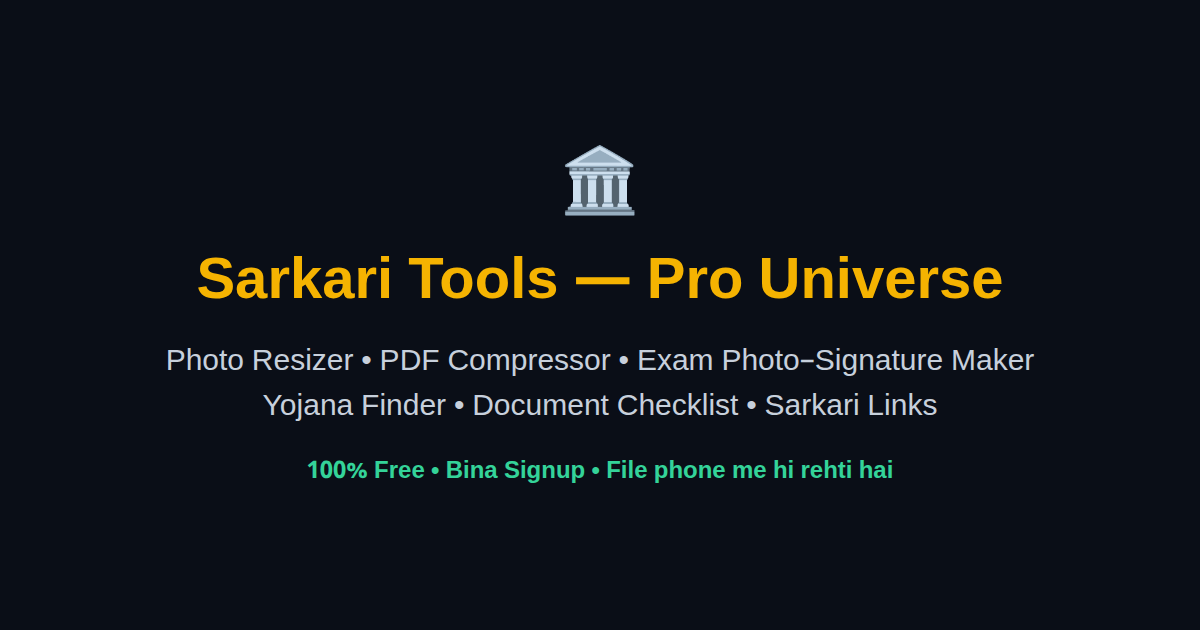 Sarkari Tools — Pro Universe
Photo Resizer • PDF Compressor • Exam Photo–Signature Maker
Yojana Finder • Document Checklist • Sarkari Links
100% Free • Bina Signup • File phone me hi rehti hai